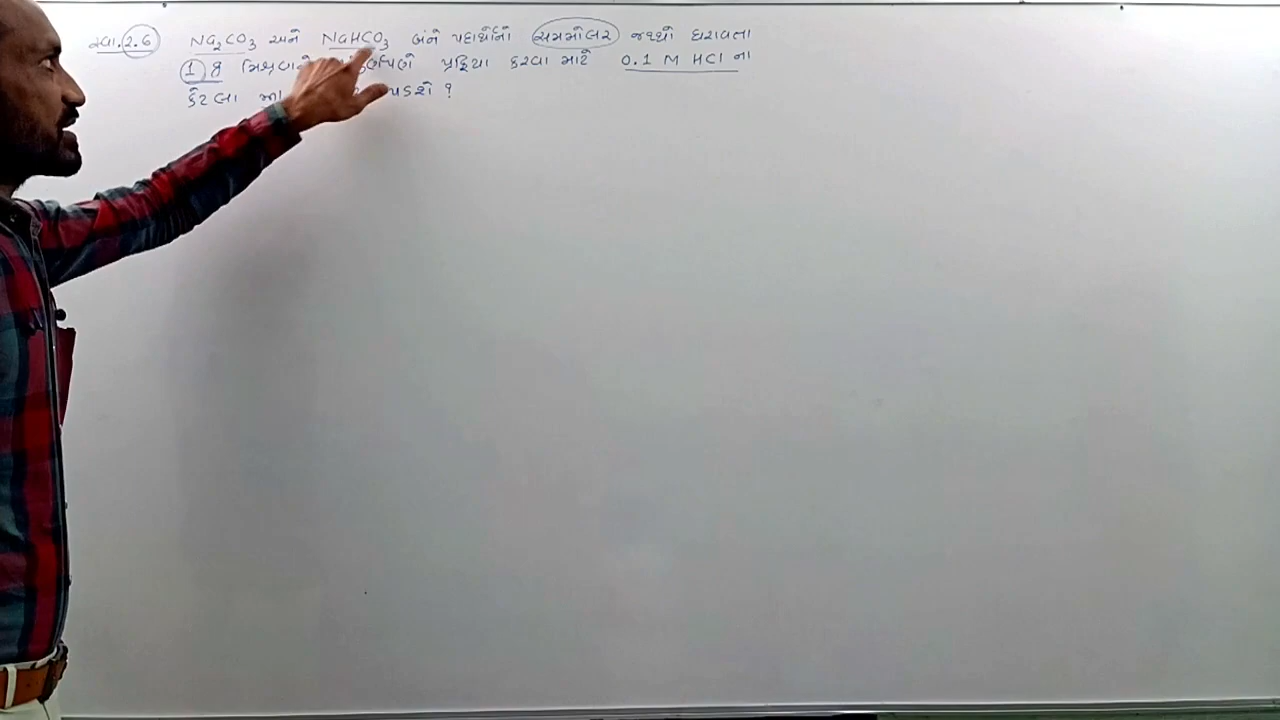 સ્વા.2.6 Na₂CO₃ અને NaHCO₃ બંને પદાર્થોનો સમમોલર જથ્થો ધરાવતા
1 g મિશ્રણની પ્રક્રિયા કરવા માટે 0.1 M HCl ના
કેટલા પડશે ?